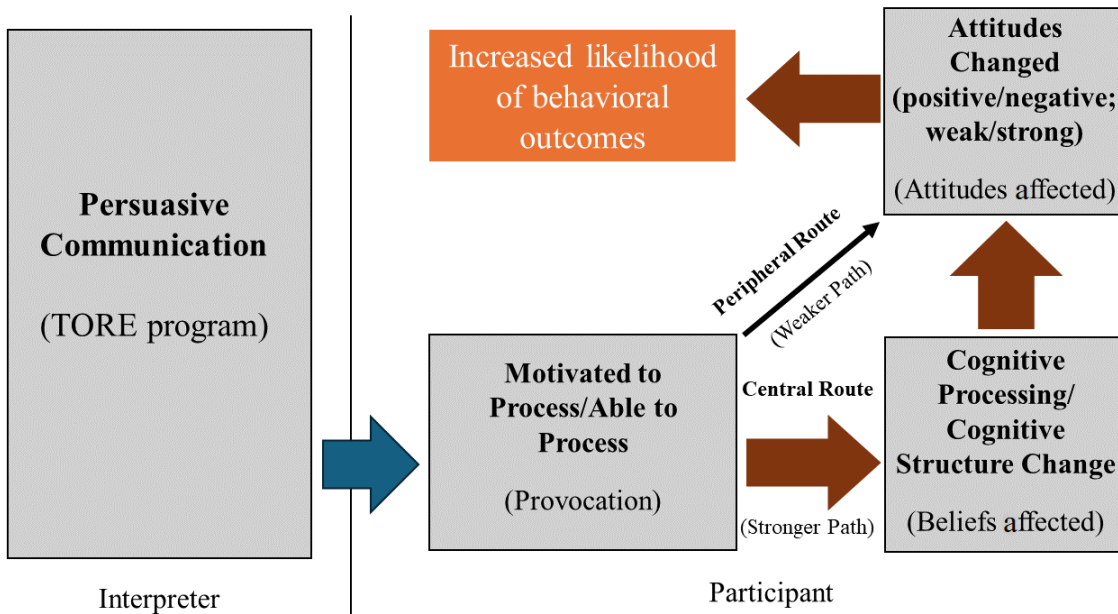 Persuasive
Communication
(TORE program)
Interpreter
Increased likelihood
of behavioral
outcomes
Attitudes
Changed
(positive/negative;
weak/strong)
(Attitudes affected)
Peripheral Route
(Weaker Path)
Motivated to
Process/Able to
Process
(Provocation)
Central Route
(Stronger Path)
Cognitive
Processing/
Cognitive
Structure Change
(Beliefs affected)
Participant